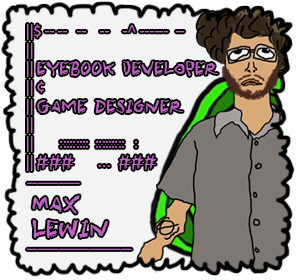 $-- -- -- -- -^----- --
EYEBOOK DEVELOPER
&
GAME DESIGNER
:::::::: :::::::: :
### ... ###
MAX
LEWIN